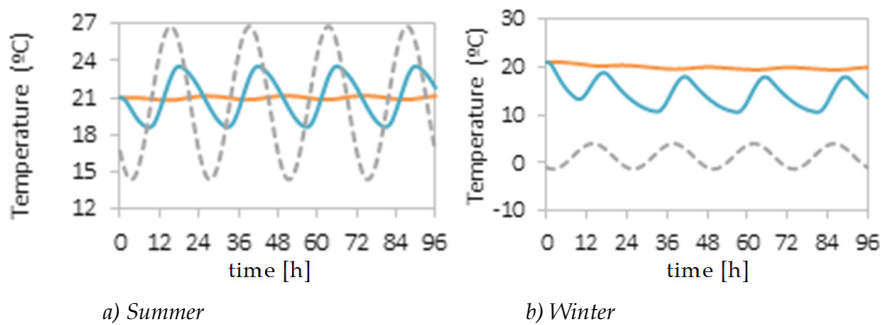 Temperature (ºC)
27
24
21
18
15
12
0 12 24 36 48 60 72 84 96
time [h]
a) Summer
Temperature (ºC)
30
20
10
0
-10
0 12 24 36 48 60 72 84 96
time [h]
b) Winter